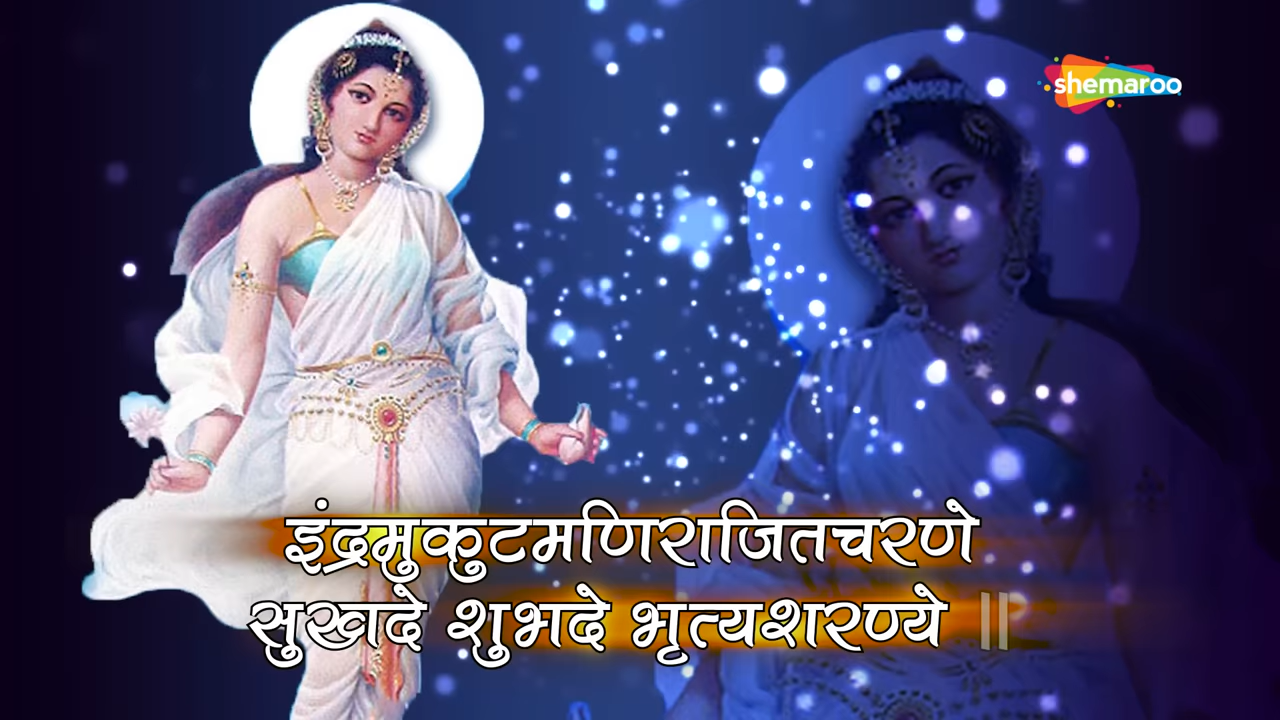 shemaroo
इंद्रमुकुटमणिराजितचरणे
सुखदे शुभदे भृत्यशरण्ये ॥